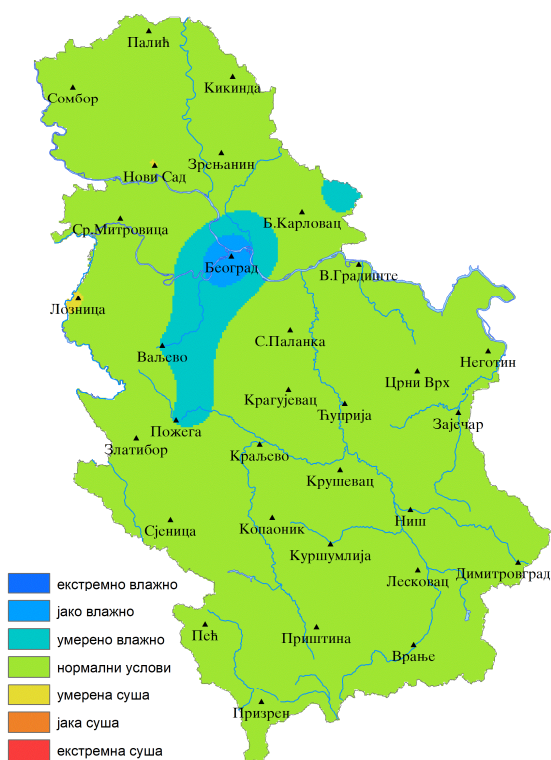 Палић
Кикинда
Сомбор
Зрењанин
Нови Сад
Б.Карловац
Ср.Митровица
Београд
В.Градиште
Лозница
С.Паланка
Ваљево
Неготин
Црни Врх
Крагујевац
Ћуприја
Зајечар
Пожега
Златибор
Краљево
Крушевац
Ниш
Копаоник
Сјеница
Куршумлија
Димитровград
Лесковац
Пећ
Приштина
Врање
Призрен
екстремно влажно
јако влажно
умерено влажно
нормални услови
умерена суша
јака суша
екстремна суша